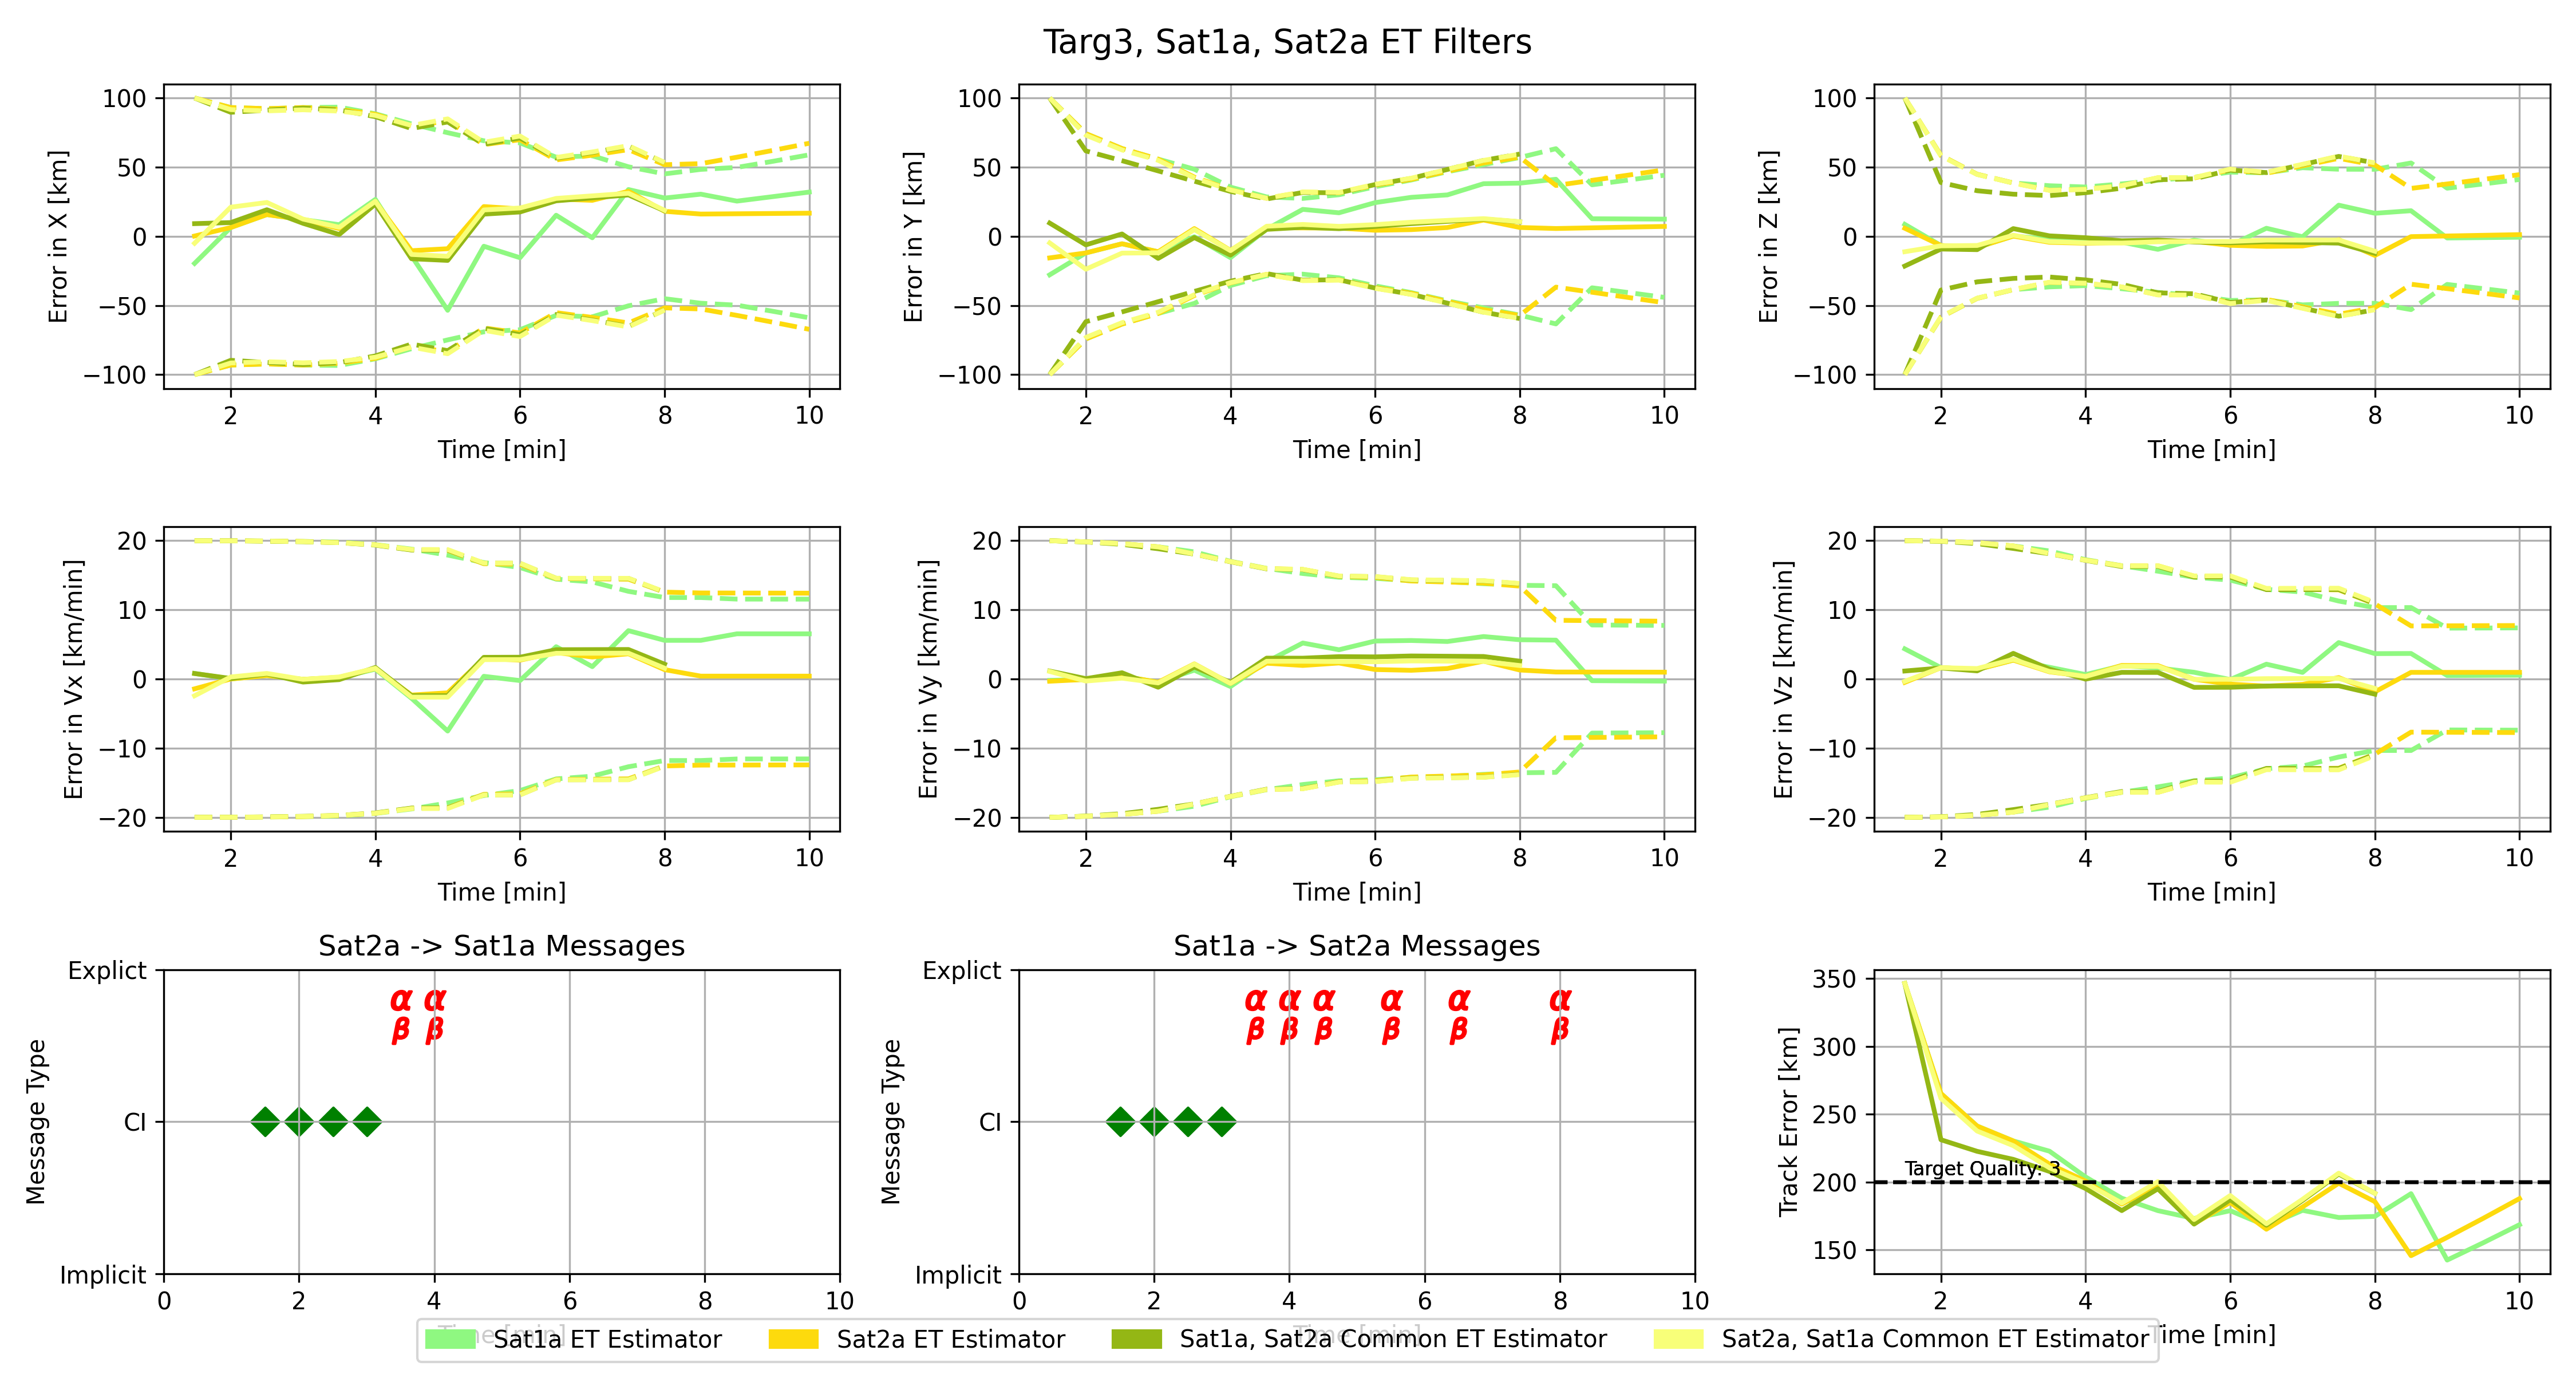 Targ3, Sat1a, Sat2a ET Filters
100
50
0
−50
−100
Error in X [km]
2 4 6 8 10
Time [min]
100
50
0
−50
−100
Error in Y [km]
2 4 6 8 10
Time [min]
100
50
0
−50
−100
Error in Z [km]
2 4 6 8 10
Time [min]
20
10
0
−10
−20
Error in Vx [km/min]
2 4 6 8 10
Time [min]
20
10
0
−10
−20
Error in Vy [km/min]
2 4 6 8 10
Time [min]
20
10
0
−10
−20
Error in Vz [km/min]
2 4 6 8 10
Time [min]
Sat2a -> Sat1a Messages
Explict
CI
Implicit
Message Type
α α
β β
0 2 4 6 8 10
Time [min]
Sat1a -> Sat2a Messages
Explict
CI
Implicit
Message Type
α α α α α α
β β β β β β
0 2 4 6 8 10
Time [min]
350
300
250
200
150
Track Error [km]
Target Quality: 3
2 4 6 8 10
Time [min]
Sat1a ET Estimator Sat2a ET Estimator Sat1a, Sat2a Common ET Estimator Sat2a, Sat1a Common ET Estimator